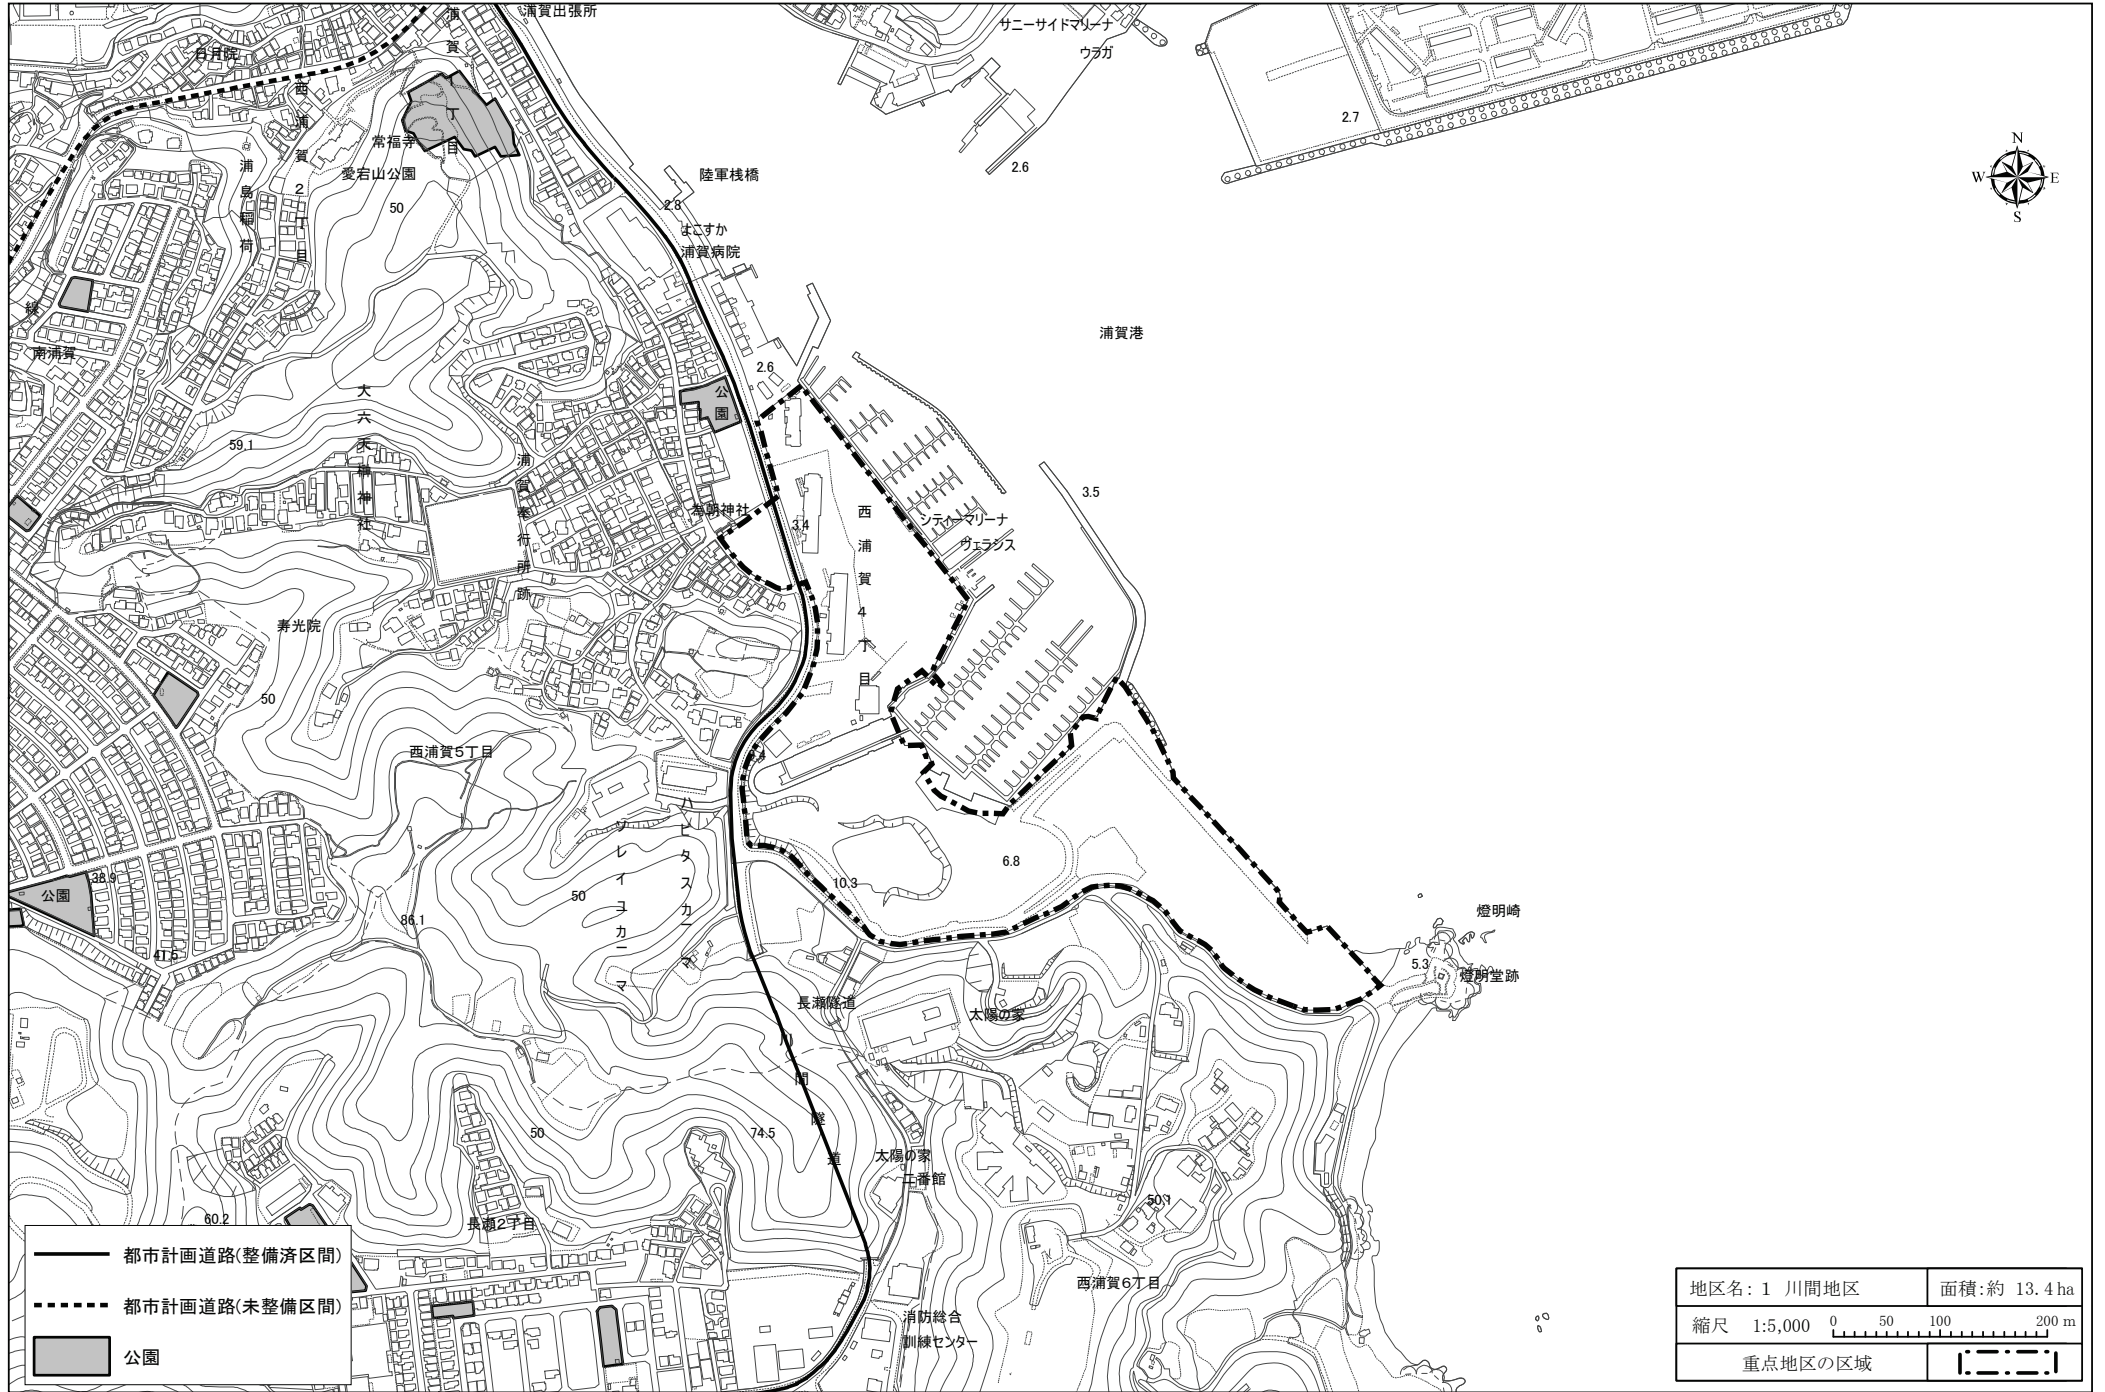 浦賀出張所
浦賀1丁目
サニーサイドマリーナ
ウラガ
日月院
西浦賀2丁目
2.7
N
W
E
S
常福寺
愛宕山公園
浦島稲荷
50
2.6
陸軍桟橋
2.8
よこすか
浦賀病院
線
南浦賀
浦賀港
2.6
公園
大六天榊神社
59.1
浦賀奉行所跡
為朝神社
3.4
3.5
西浦賀4丁目
シティーマリーナ
ヴェラシス
寿光院
50
西浦賀5丁目
3.4
ハビタスカーマ
ソレイユカーマ
50
6.8
10.3
公園
38.9
86.1
41.5
燈明崎
5.3
燈明堂跡
長瀬隧道
太陽の家
川間隧道
50
74.5
太陽の家
二番館
50.1
60.2
長瀬2丁目
西浦賀6丁目
消防総合
訓練センター
都市計画道路(整備済区間)
都市計画道路(未整備区間)
公園
地区名: 1 川間地区
面積:約 13.4ha
縮尺 1:5,000
0 50 100 200 m
重点地区の区域